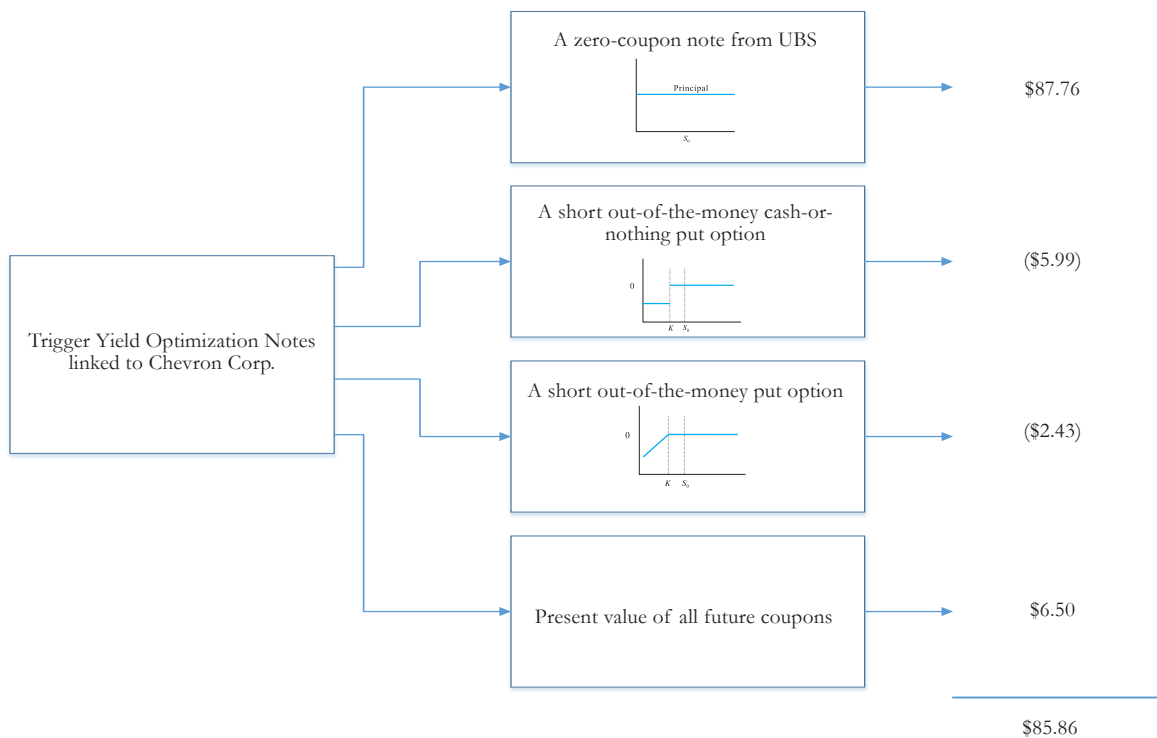 A zero-coupon note from UBS
Principal
S0
$87.76
A short out-of-the-money cash-or-
nothing put option
0
K
S0
($5.99)
Trigger Yield Optimization Notes
linked to Chevron Corp.
A short out-of-the-money put option
0
K
S0
($2.43)
Present value of all future coupons
$6.50
$85.86